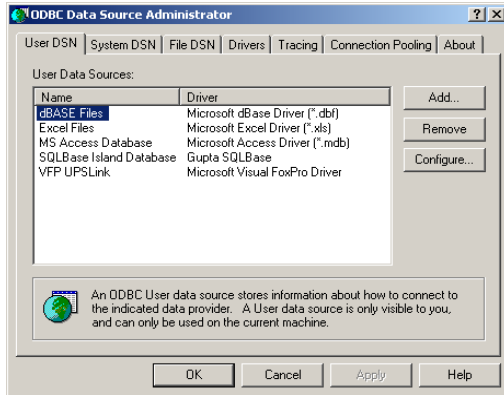 ODBC Data Source Administrator
User DSN System DSN File DSN Drivers Tracing Connection Pooling About
User Data Sources:
Name Driver
dBASE Files Microsoft dBase Driver (*.dbf)
Excel Files Microsoft Excel Driver (*.xls)
MS Access Database Microsoft Access Driver (*.mdb)
SQLBase Island Database Gupta SQLBase
VFP UPSLink Microsoft Visual FoxPro Driver
Add...
Remove
Configure...
An ODBC User data source stores information about how to connect to
the indicated data provider. A User data source is only visible to you,
and can only be used on the current machine.
OK Cancel Apply Help